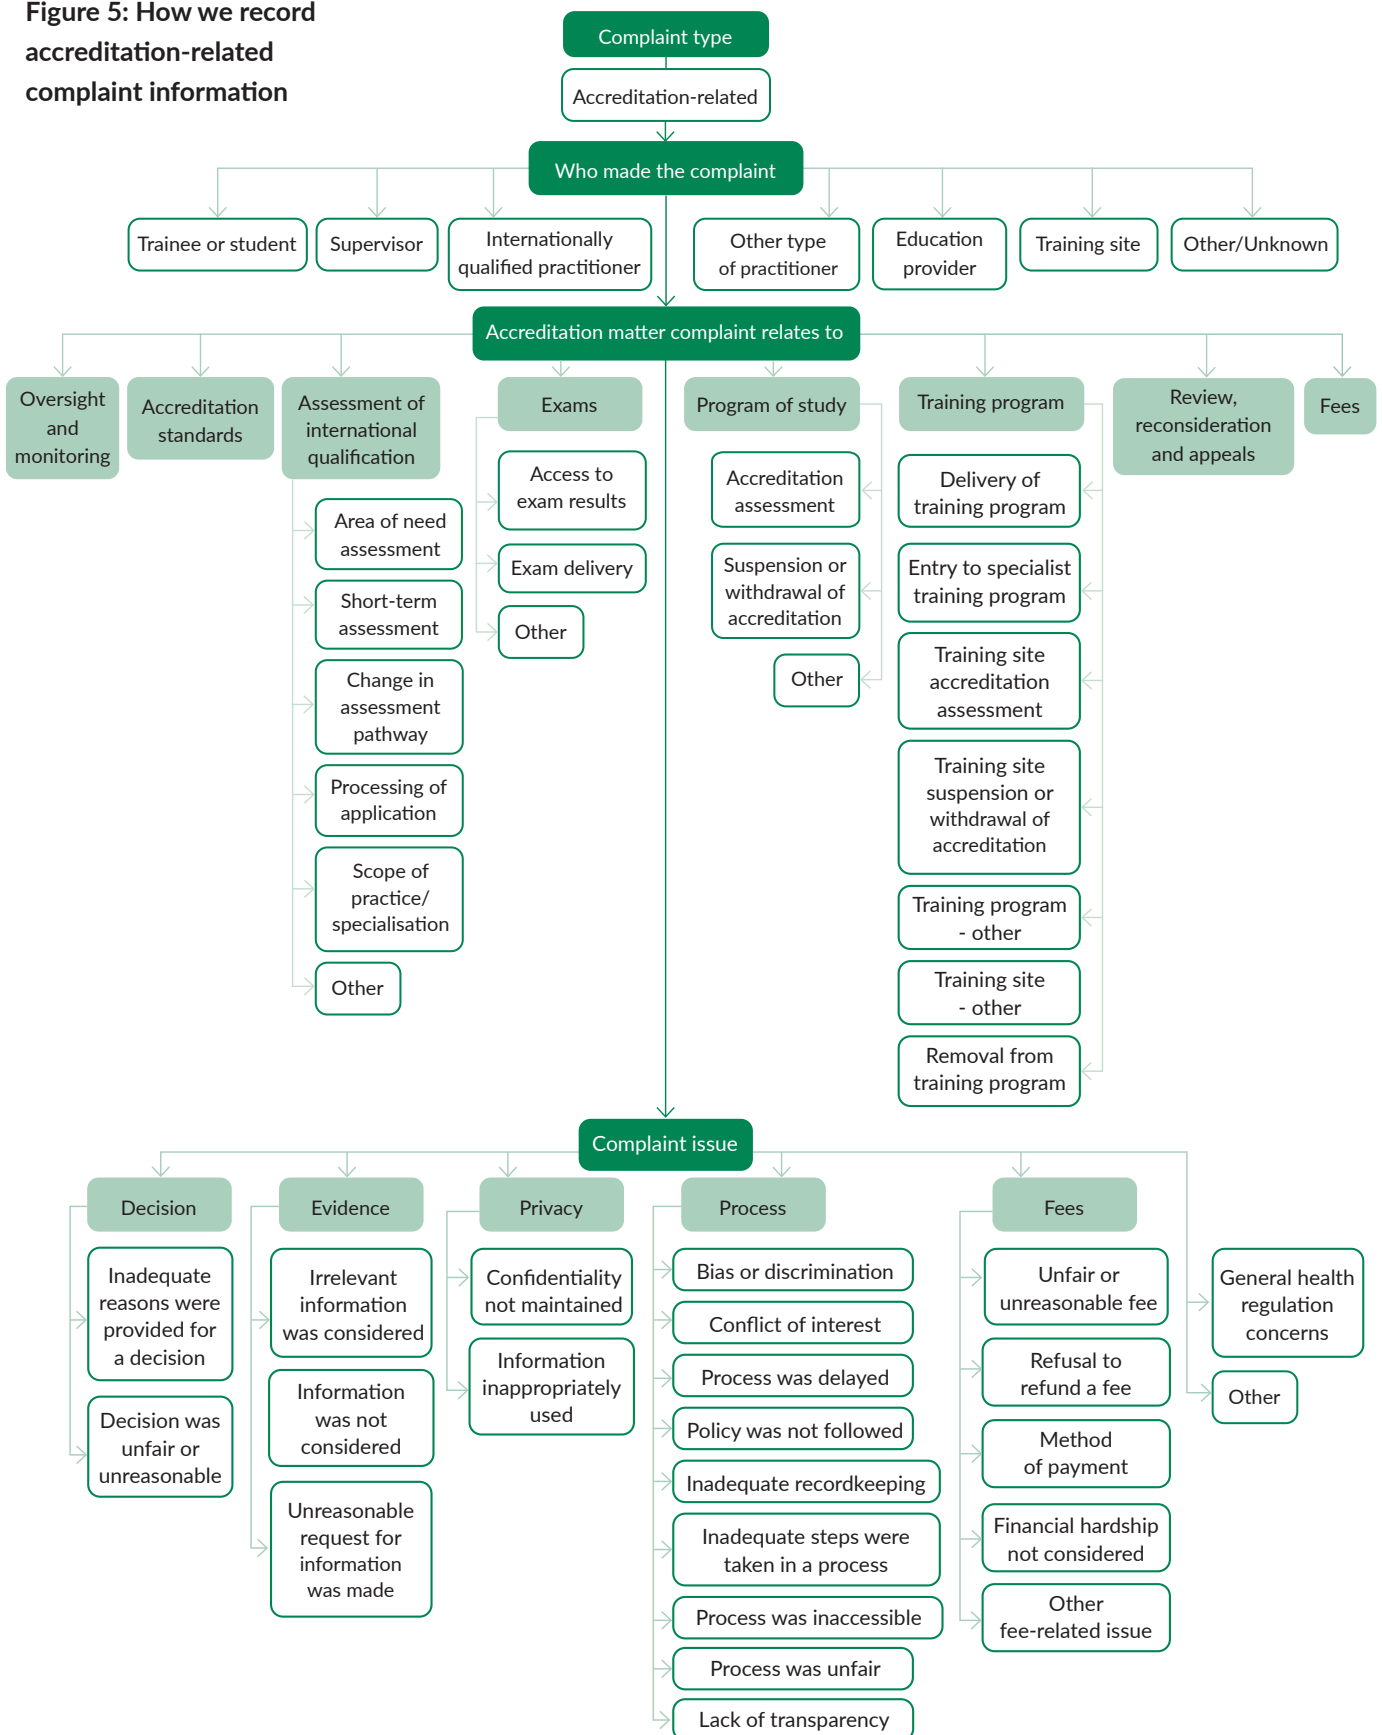 Figure 5: How we record
accreditation-related
complaint information
Complaint type
Accreditation-related
Who made the complaint
Trainee or student
Supervisor
Internationally
qualified practitioner
Other type
of practitioner
Education
provider
Training site
Other/Unknown
Accreditation matter complaint relates to
Oversight
and
monitoring
Accreditation
standards
Assessment of
international
qualification
Area of need
assessment
Short-term
assessment
Change in
assessment
pathway
Processing of
application
Scope of
practice/
specialisation
Other
Exams
Access to
exam results
Exam delivery
Other
Program of study
Accreditation
assessment
Suspension or
withdrawal of
accreditation
Other
Training program
Delivery of
training program
Entry to specialist
training program
Training site
accreditation
assessment
Training site
suspension or
withdrawal of
accreditation
Training program
- other
Training site
- other
Removal from
training program
Review,
reconsideration
and appeals
Fees
Complaint issue
Decision
Inadequate
reasons were
provided for
a decision
Decision was
unfair or
unreasonable
Evidence
Irrelevant
information
was considered
Information
was not
considered
Unreasonable
request for
information
was made
Privacy
Confidentiality
not maintained
Information
inappropriately
used
Process
Bias or discrimination
Conflict of interest
Process was delayed
Policy was not followed
Inadequate recordkeeping
Inadequate steps were
taken in a process
Process was inaccessible
Process was unfair
Lack of transparency
Fees
Unfair or
unreasonable fee
Refusal to
refund a fee
Method
of payment
Financial hardship
not considered
Other
fee-related issue
General health
regulation
concerns
Other